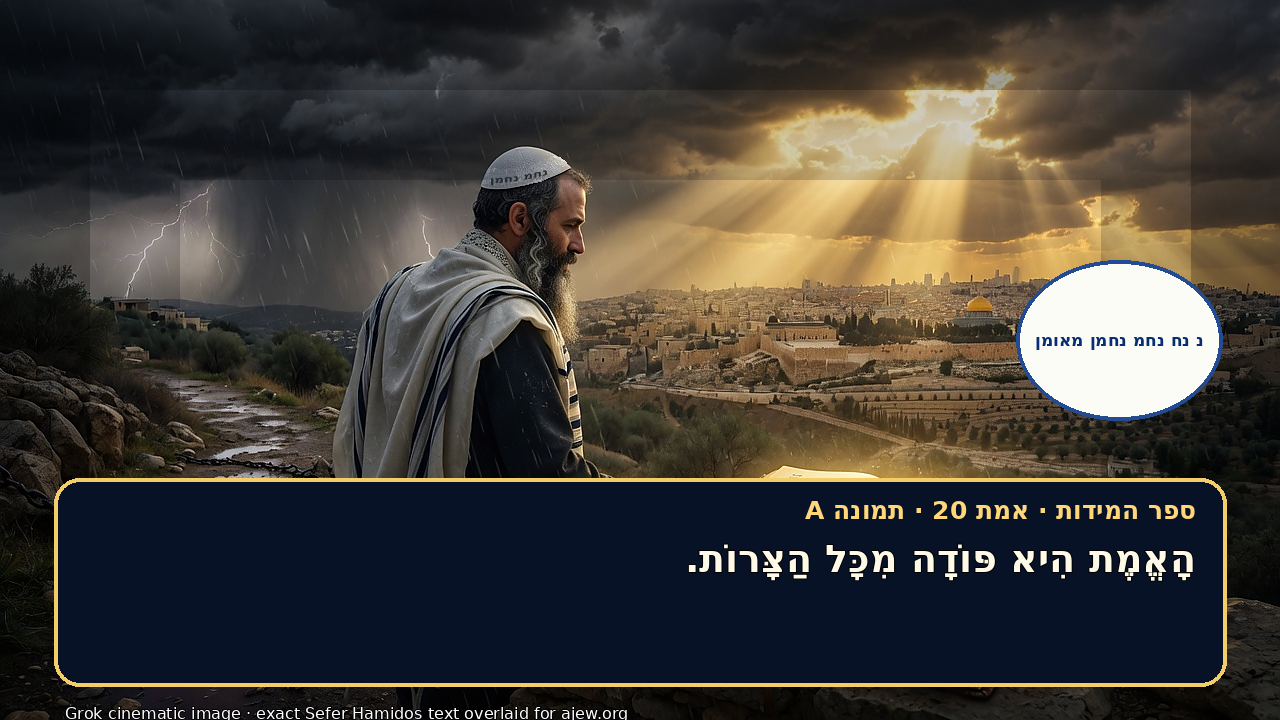 נחמ נחמן
נ נח נחמ נחמן מאומן
ספר המידות · אמת 20 · תמונה A
הָאֱמֶת הִיא פּוֹדָה מִכָּל הַצָּרוֹת.
Grok cinematic image · exact Sefer Hamidos text overlaid for ajew.org